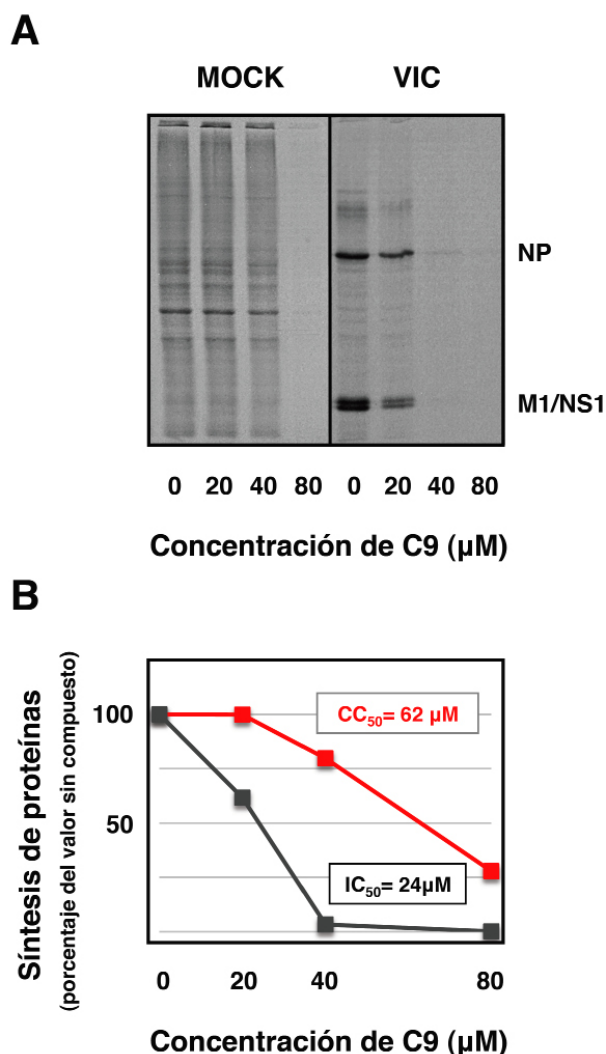 A
MOCK VIC
NP
M1/NS1
0 20 40 80 0 20 40 80
Concentración de C9 (µM)
B
Síntesis de proteínas
(porcentaje del valor sin compuesto)
100
50
CC50= 62 µM
IC50= 24µM
0 20 40 80
Concentración de C9 (µM)